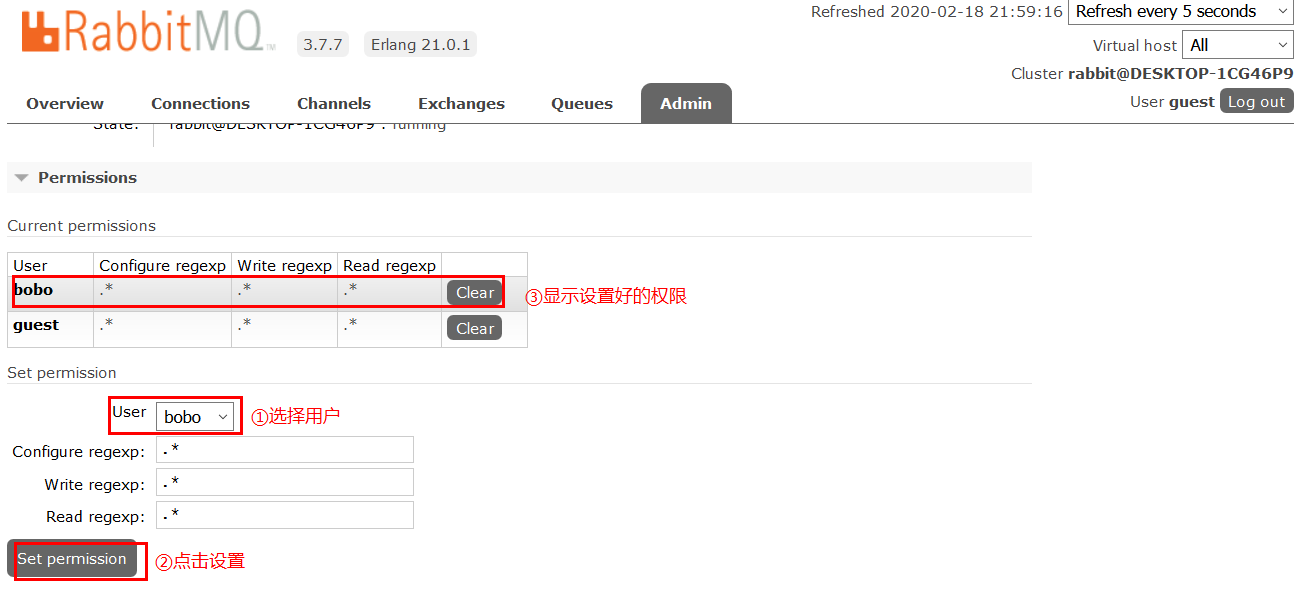 RabbitMQ TM 3.7.7 Erlang 21.0.1
Refreshed 2020-02-18 21:59:16 Refresh every 5 seconds
Virtual host All
Cluster rabbit@DESKTOP-1CG46P9
User guest Log out
Overview Connections Channels Exchanges Queues Admin
State: rabbit@DESKTOP-1CG46P9 : running
Permissions
Current permissions
User Configure regexp Write regexp Read regexp
bobo .* .* .* Clear
③显示设置好的权限
guest .* .* .* Clear
Set permission
User bobo ①选择用户
Configure regexp: .*
Write regexp: .*
Read regexp: .*
Set permission ②点击设置